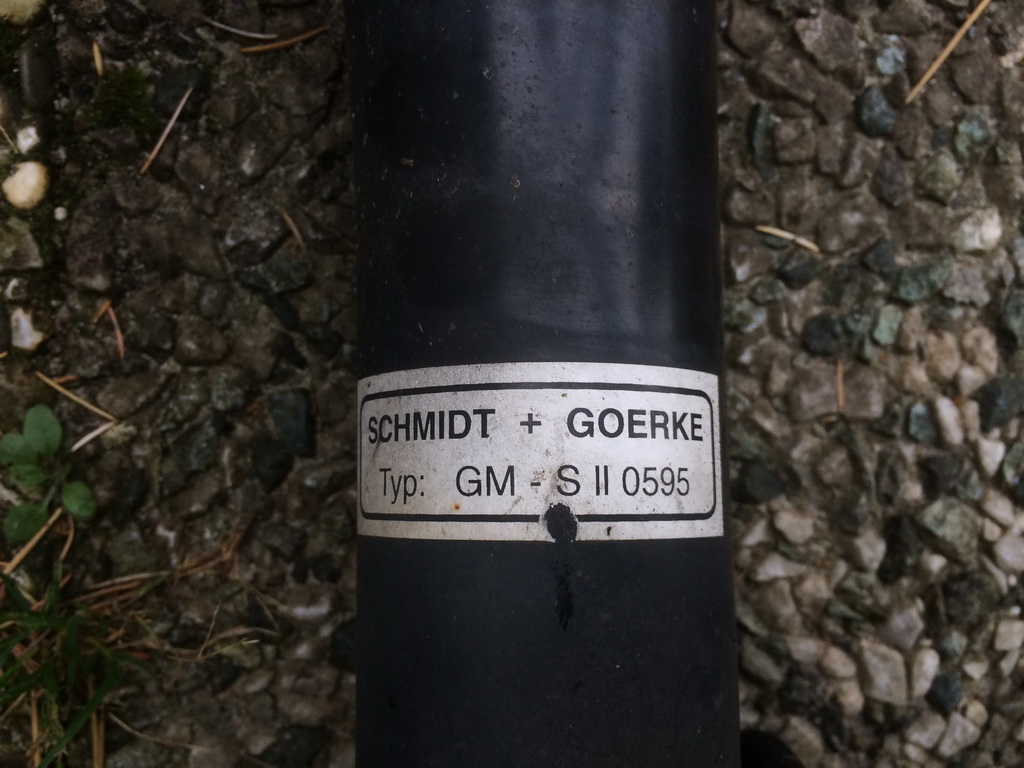 SCHMIDT + GOERKE
Typ: GM - S II 0595